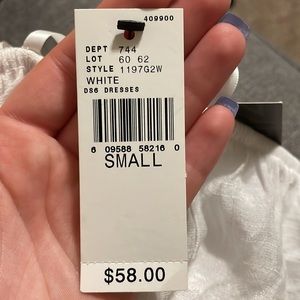 409900
DEPT 744
LOT 60 62
STYLE 1197G2W
WHITE
DS6 DRESSES
6 09588 58216 0
SMALL
$58.00